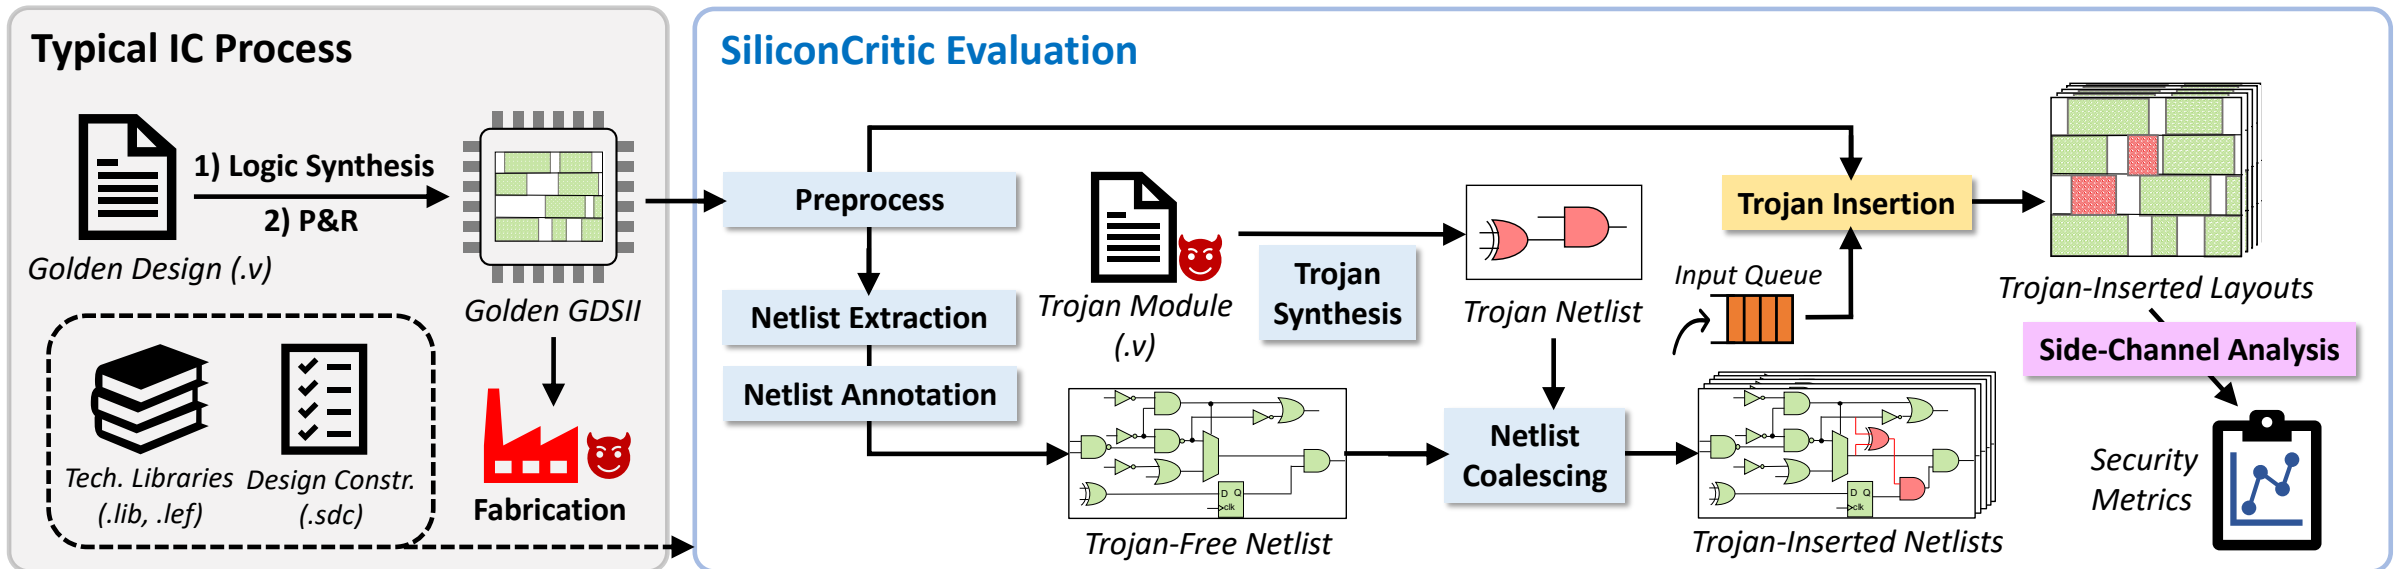 Typical IC Process
1) Logic Synthesis
2) P&R
Golden Design (.v)
Golden GDSII
Tech. Libraries
(.lib, .lef)
Design Constr.
(.sdc)
Fabrication
SiliconCritic Evaluation
Preprocess
Netlist Extraction
Netlist Annotation
Trojan Module
(.v)
Trojan
Synthesis
Trojan Netlist
Input Queue
Trojan Insertion
Trojan-Inserted Layouts
Side-Channel Analysis
Security
Metrics
D Q
clk
Trojan-Free Netlist
Netlist
Coalescing
D Q
clk
Trojan-Inserted Netlists